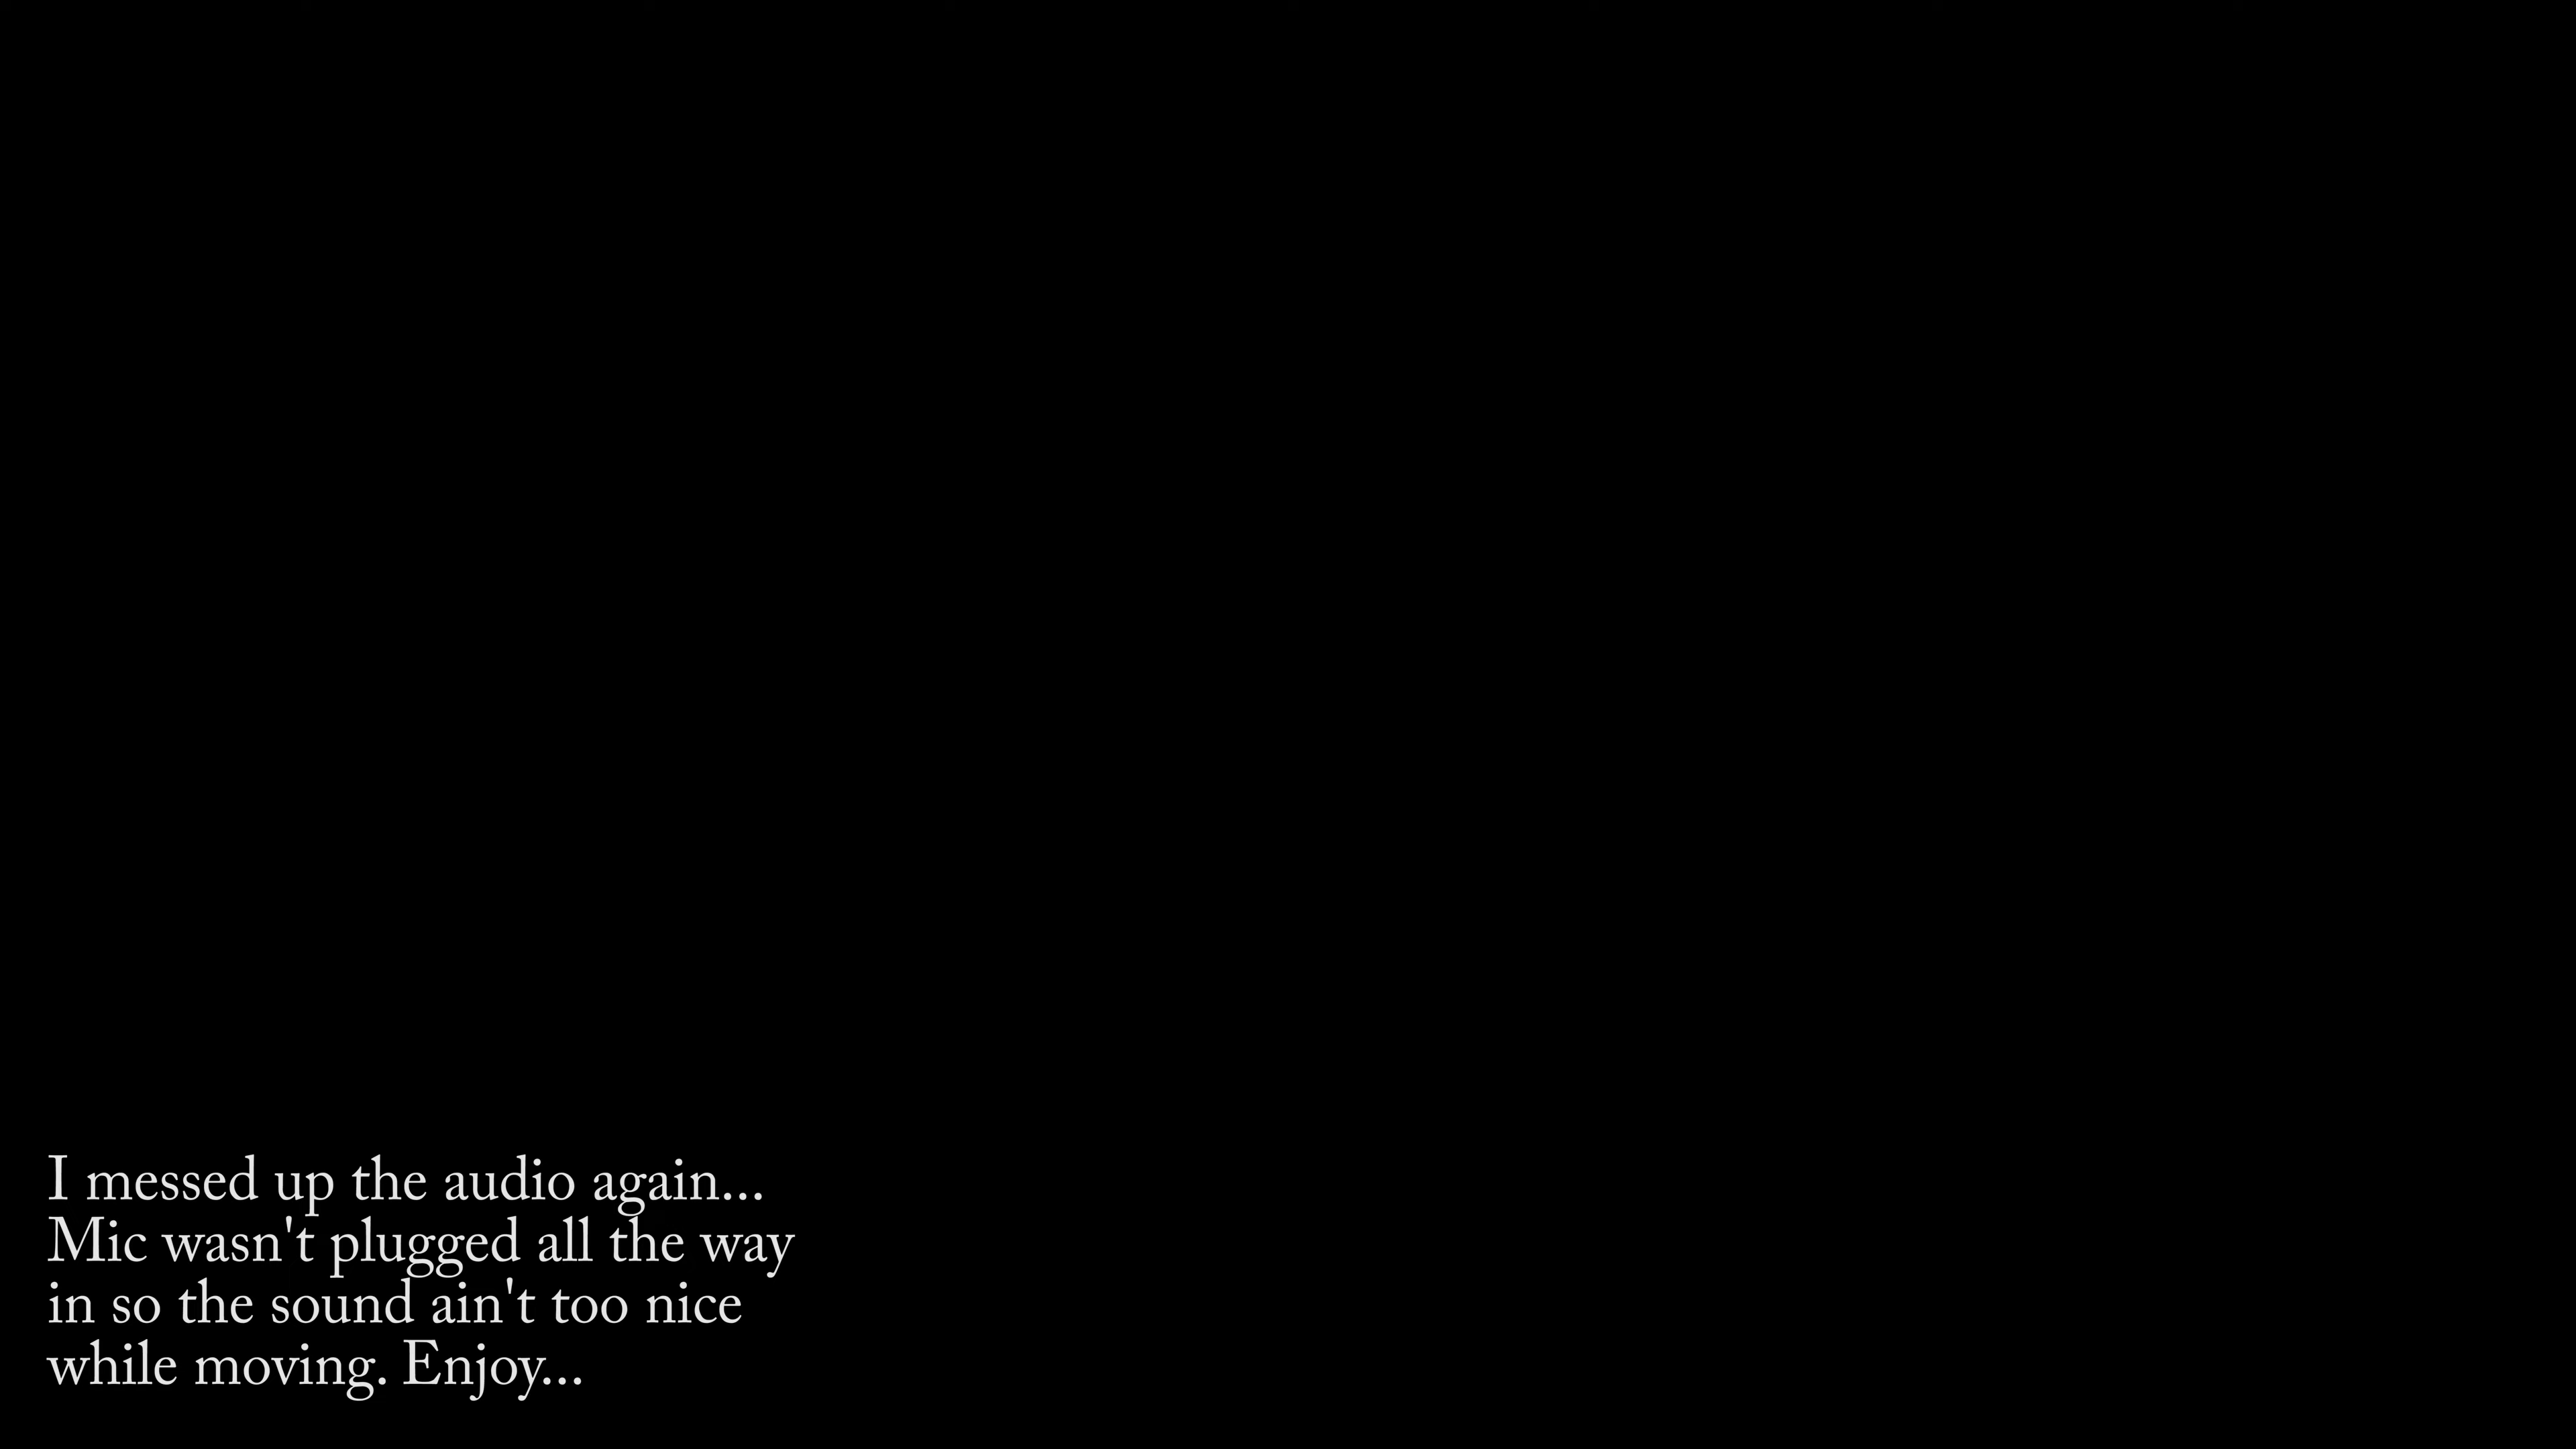 I messed up the audio again...
Mic wasn't plugged all the way
in so the sound ain't too nice
while moving. Enjoy...